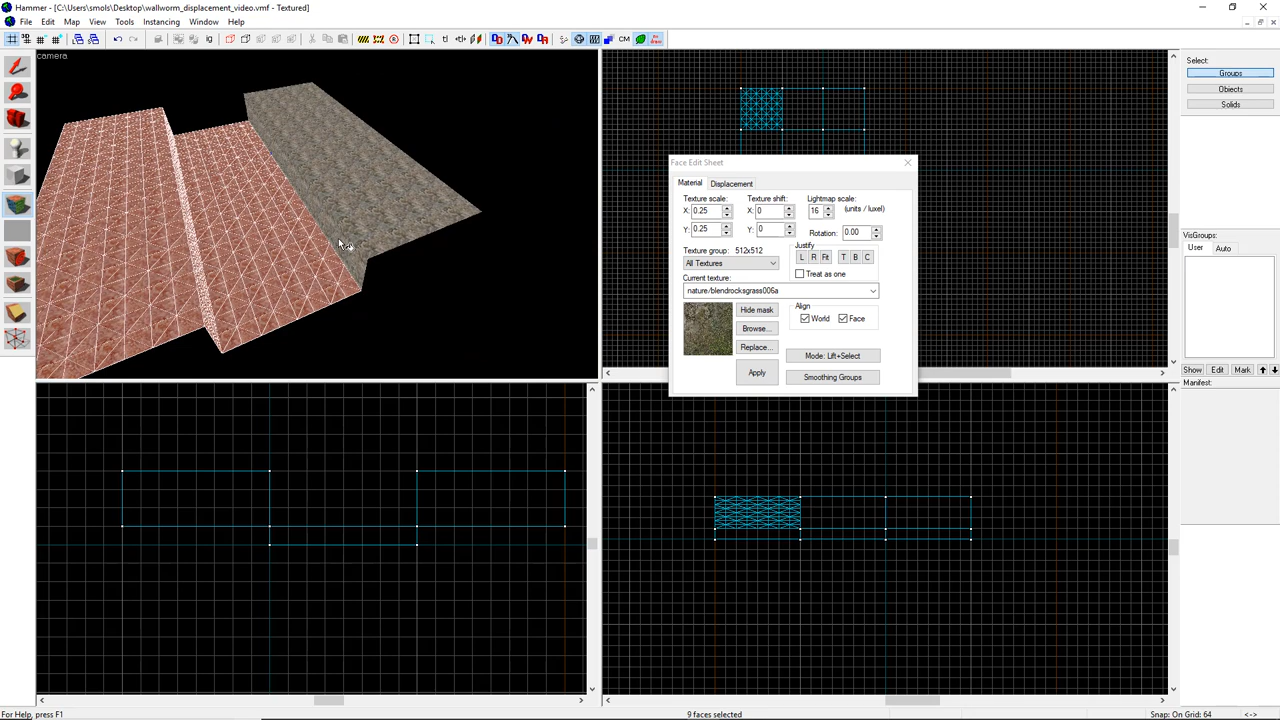 Hammer - [C:\Users\smols\Desktop\wallworm_displacement_video.vmf - Textured]
File Edit Map View Tools Instancing Window Help
camera
Select:
Groups
Objects
Solids
Face Edit Sheet
Material Displacement
Texture scale: Texture shift: Lightmap scale:
X: 0.25 X: 0 16 (units / luxel)
Y: 0.25 Y: 0 Rotation: 0.00
Texture group: 512x512 Justify
All Textures L R Fit T B C
Current texture: Treat as one
nature/blendrocksgrass006a
Hide mask Align
World Face
Browse...
Replace... Mode: Lift+Select
Apply Smoothing Groups
VisGroups:
User Auto
Show Edit Mark
Manifest:
For Help, press F1 9 faces selected Snap: On Grid: 64 <->